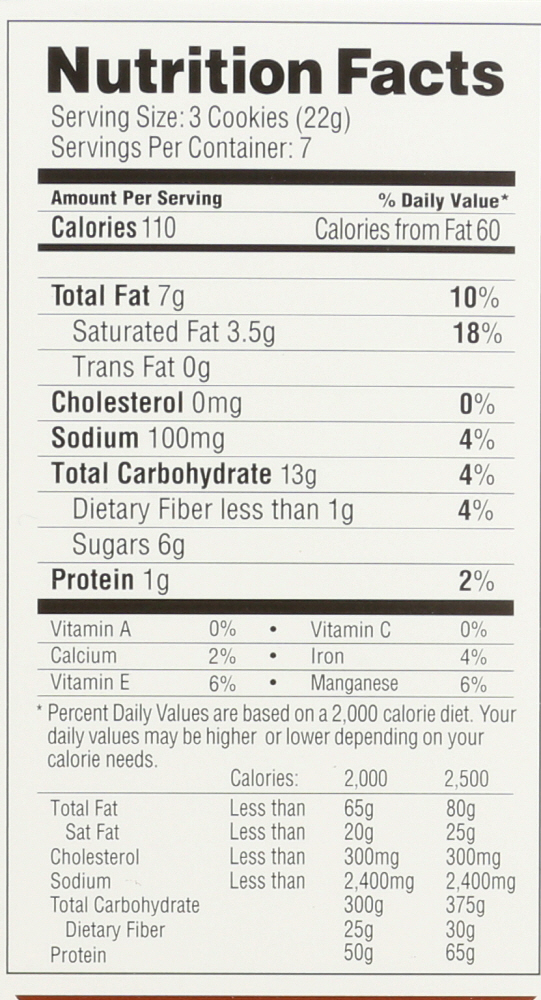 Nutrition Facts
Serving Size: 3 Cookies (22g)
Servings Per Container: 7
Amount Per Serving % Daily Value*
Calories 110 Calories from Fat 60
Total Fat 7g 10%
Saturated Fat 3.5g 18%
Trans Fat 0g
Cholesterol 0mg 0%
Sodium 100mg 4%
Total Carbohydrate 13g 4%
Dietary Fiber less than 1g 4%
Sugars 6g
Protein 1g 2%
Vitamin A 0% • Vitamin C 0%
Calcium 2% • Iron 4%
Vitamin E 6% • Manganese 6%
* Percent Daily Values are based on a 2,000 calorie diet. Your
daily values may be higher or lower depending on your
calorie needs.
Calories: 2,000 2,500
Total Fat Less than 65g 80g
Sat Fat Less than 20g 25g
Cholesterol Less than 300mg 300mg
Sodium Less than 2,400mg 2,400mg
Total Carbohydrate 300g 375g
Dietary Fiber 25g 30g
Protein 50g 65g